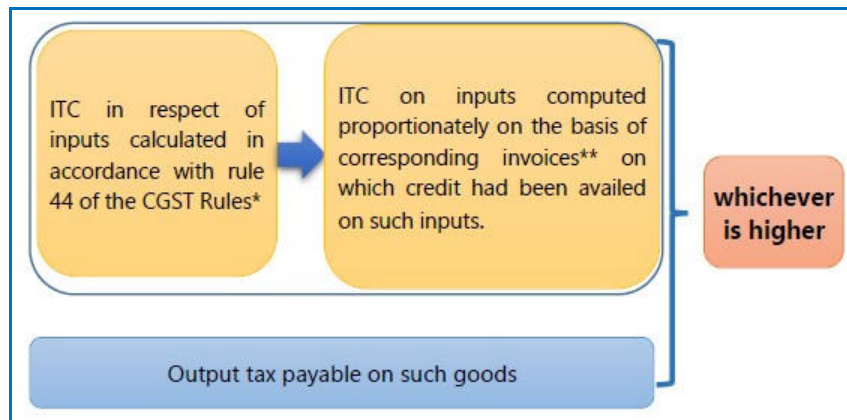 ITC in respect of
inputs calculated in
accordance with rule
44 of the CGST Rules*
ITC on inputs computed
proportionately on the basis of
corresponding invoices** on
which credit had been availed
on such inputs.
whichever
is higher
Output tax payable on such goods